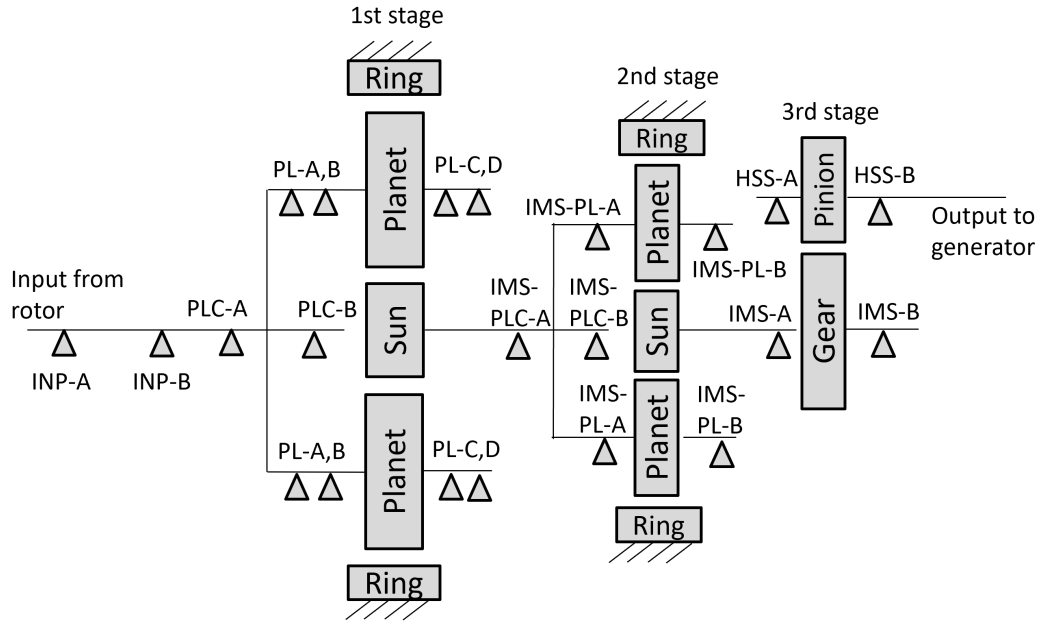 1st stage
Ring
2nd stage
Ring
3rd stage
PL-A,B
Planet
PL-C,D
IMS-PL-A
Planet
IMS-PL-B
HSS-A
Pinion
HSS-B
Output to
generator
Input from
rotor
INP-A
INP-B
PLC-A
PLC-B
Sun
IMS-
PLC-A
IMS-
PLC-B
Sun
IMS-A
Gear
IMS-B
PL-A,B
Planet
PL-C,D
IMS-
PL-A
Planet
IMS-
PL-B
Ring
Ring